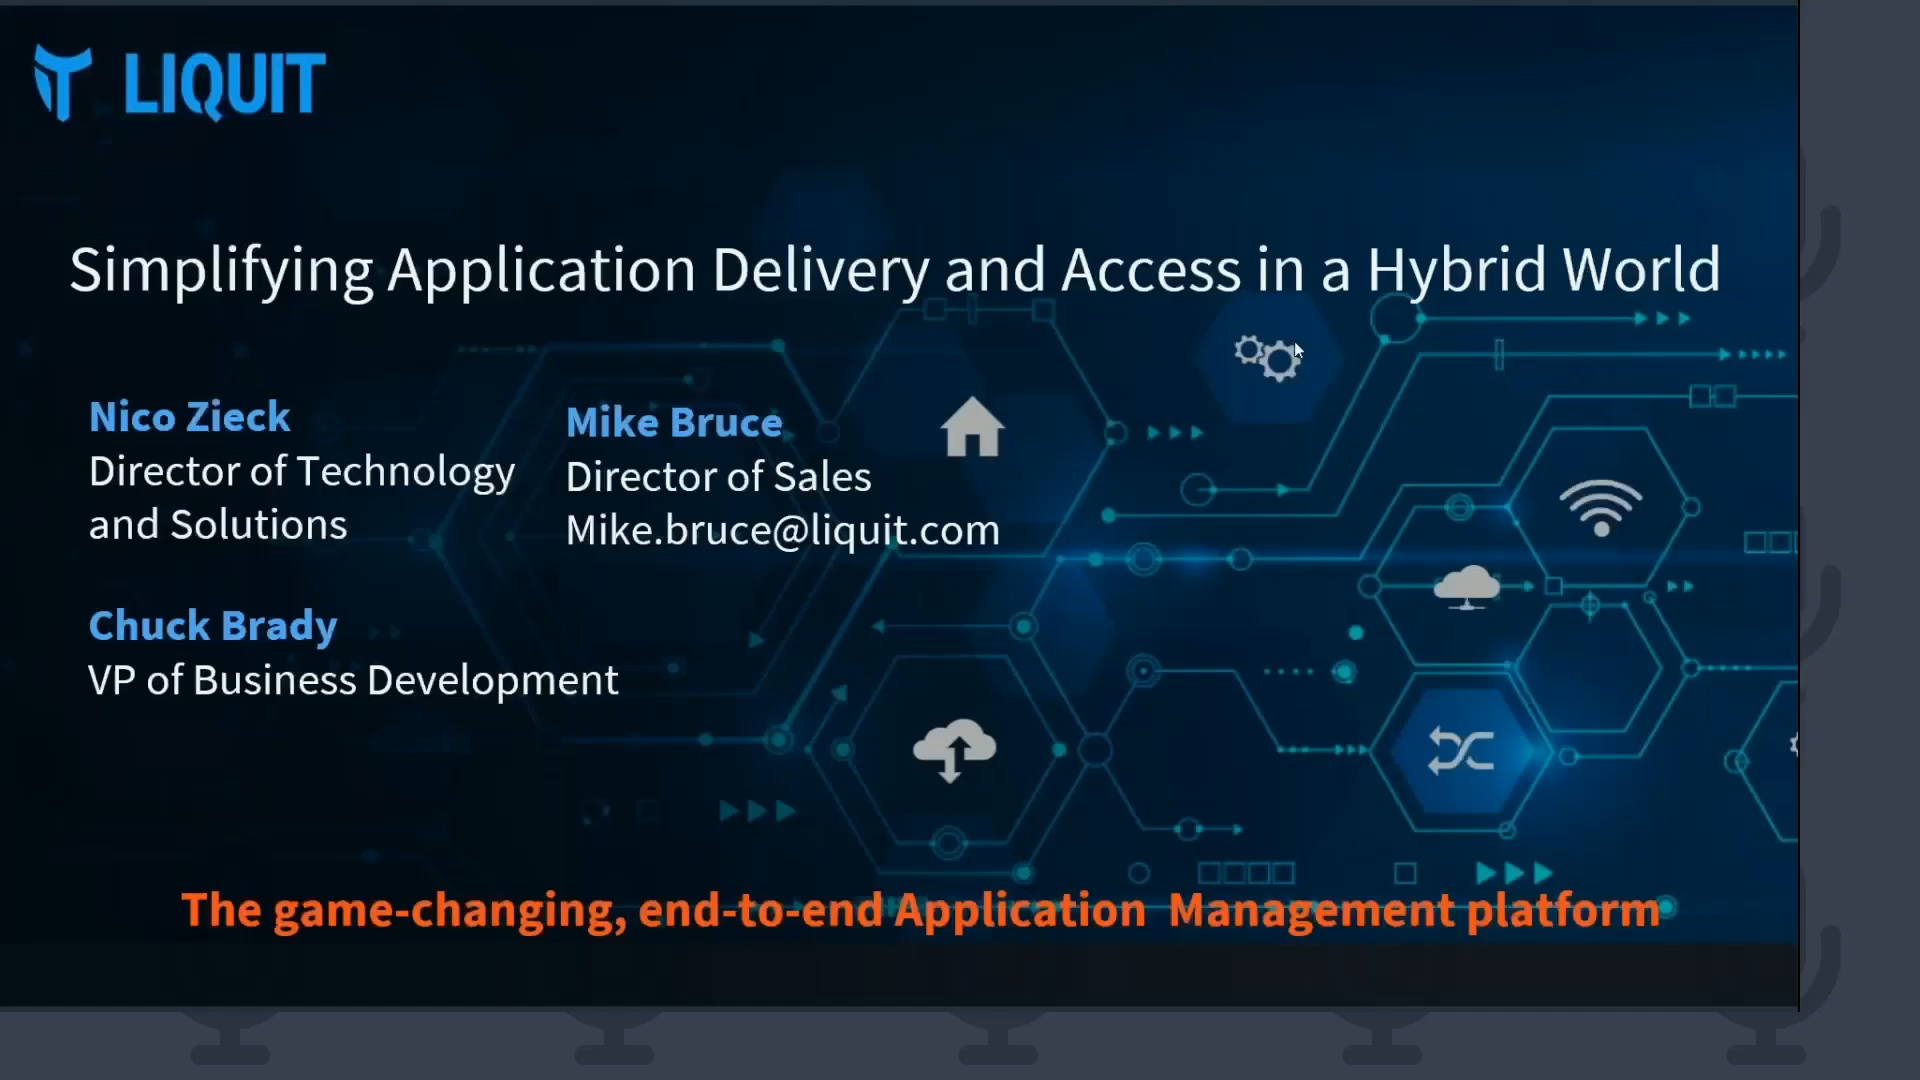 LIQUIT
Simplifying Application Delivery and Access in a Hybrid World
Nico Zieck
Director of Technology
and Solutions
Mike Bruce
Director of Sales
Mike.bruce@liquit.com
Chuck Brady
VP of Business Development
The game-changing, end-to-end Application Management platform